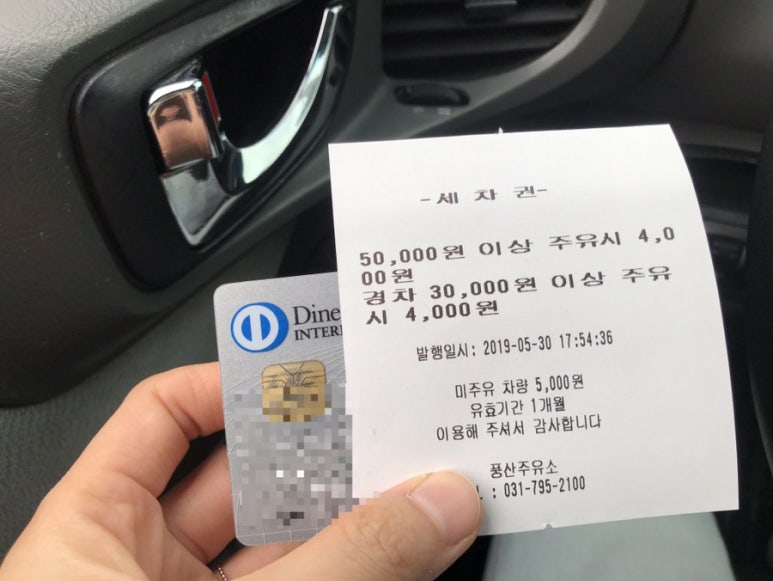 -세 차 권-
50,000원 이상 주유시 4,0
00원
경차 30,000원 이상 주유
시 4,000원
발행일시: 2019-05-30 17:54:36
미주유 차량 5,000원
유효기간 1개월
이용해 주셔서 감사합니다
풍산주유소
: 031-795-2100